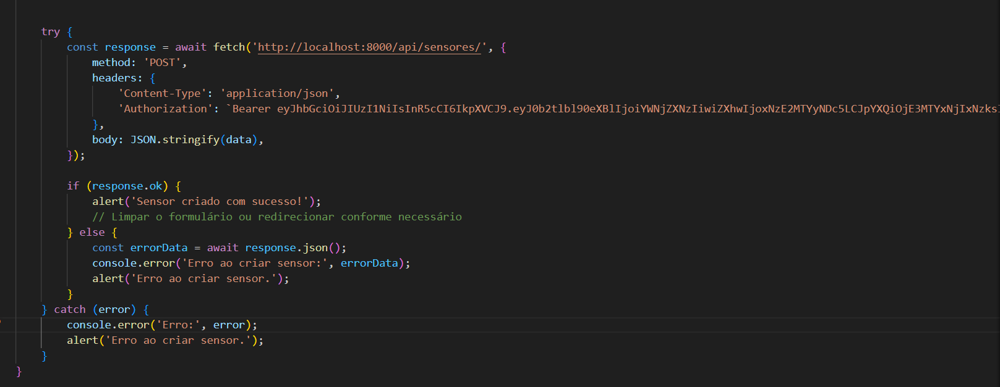 try {
const response = await fetch('http://localhost:8000/api/sensores/', {
method: 'POST',
headers: {
'Content-Type': 'application/json',
'Authorization': `Bearer eyJhbGciOiJIUzI1NiIsInR5cCI6IkpXVCJ9.eyJ0b2tlbl90eXBlIjoiYWNjZXNzIiwiZXhwIjoxNzE2MTYyNDc5LCJpYXQiOjE3MTYxNjIxNzks
},
body: JSON.stringify(data),
});
if (response.ok) {
alert('Sensor criado com sucesso!');
// Limpar o formulário ou redirecionar conforme necessário
} else {
const errorData = await response.json();
console.error('Erro ao criar sensor:', errorData);
alert('Erro ao criar sensor.');
}
} catch (error) {
console.error('Erro:', error);
alert('Erro ao criar sensor.');
}
}